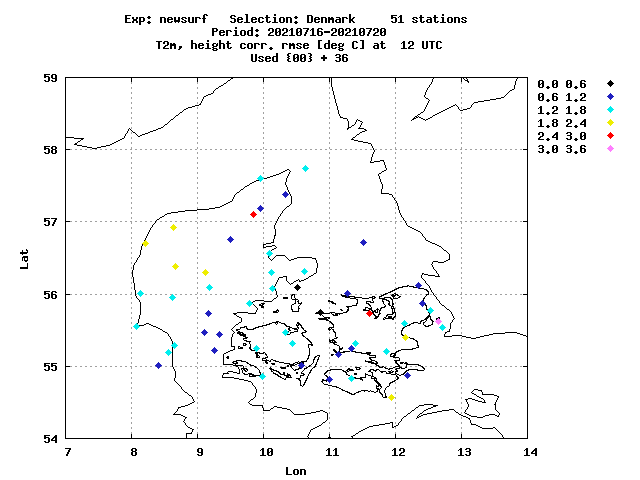 Exp: newsurf Selection: Denmark 51 stations
Period: 20210716-20210720
T2m, height corr. rmse [deg C] at 12 UTC
Used {00} + 36
0.0 0.6
0.6 1.2
1.2 1.8
1.8 2.4
2.4 3.0
3.0 3.6
59
58
57
56
55
54
Lat
7 8 9 10 11 12 13 14
Lon